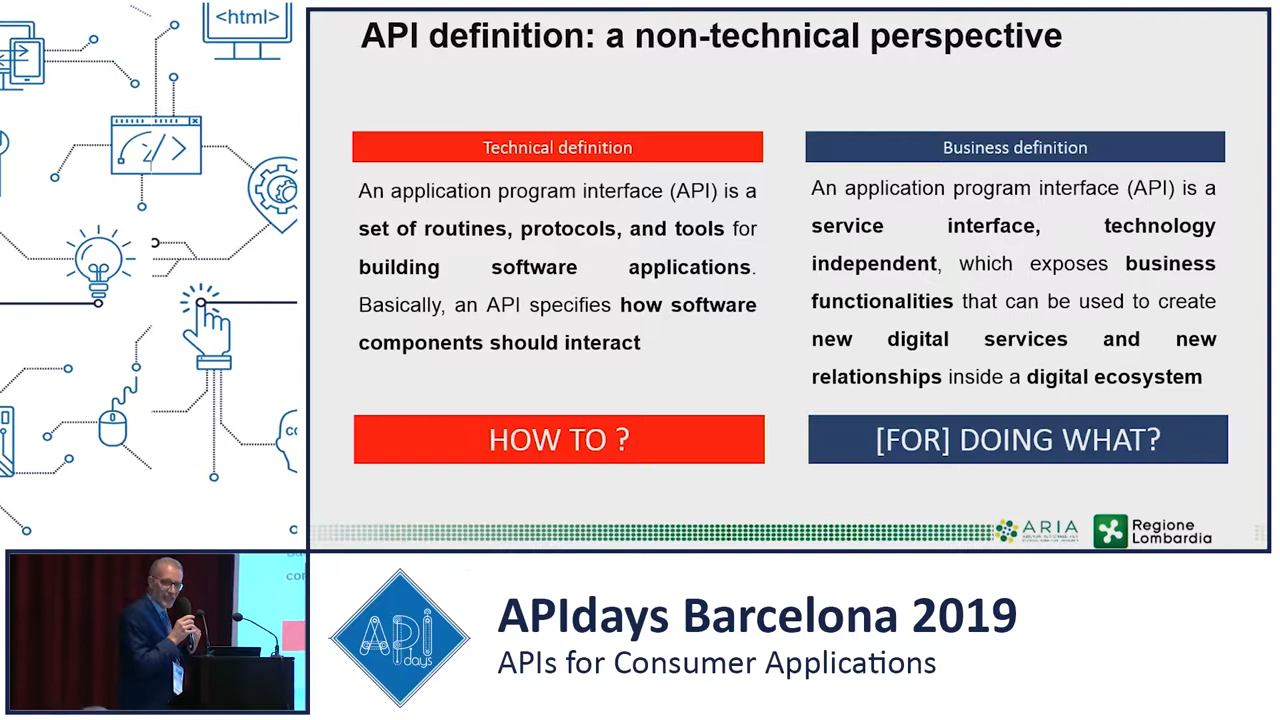 <html>
API definition: a non-technical perspective
Technical definition
An application program interface (API) is a
set of routines, protocols, and tools for
building software applications.
Basically, an API specifies how software
components should interact
HOW TO ?
Business definition
An application program interface (API) is a
service interface, technology
independent, which exposes business
functionalities that can be used to create
new digital services and new
relationships inside a digital ecosystem
[FOR] DOING WHAT?
ARIA
Regione
Lombardia
API
days
APIdays Barcelona 2019
APIs for Consumer Applications